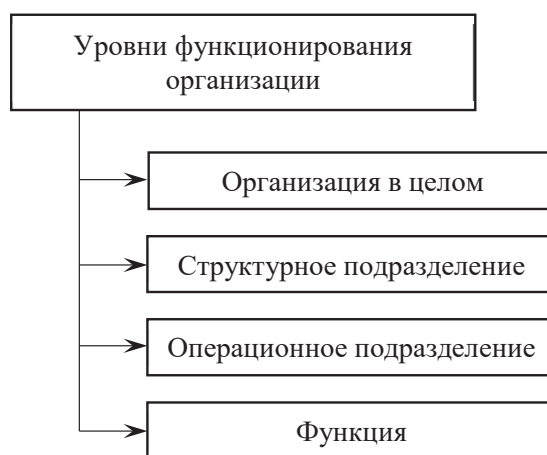 Уровни функционирования
организации
Организация в целом
Структурное подразделение
Операционное подразделение
Функция